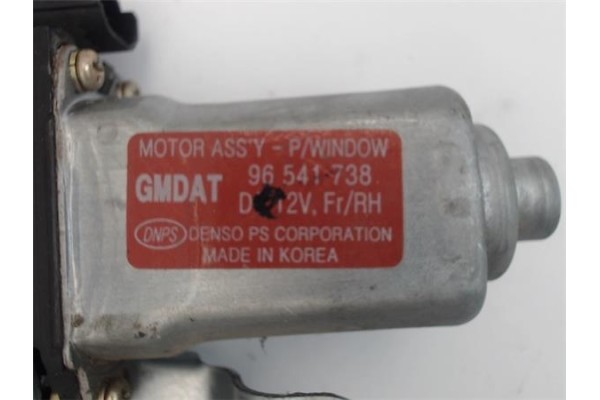 MOTOR ASS'Y - P/WINDOW
GMDAT 96 541 738
12V, Fr/RH
DNPS DENSO PS CORPORATION
MADE IN KOREA